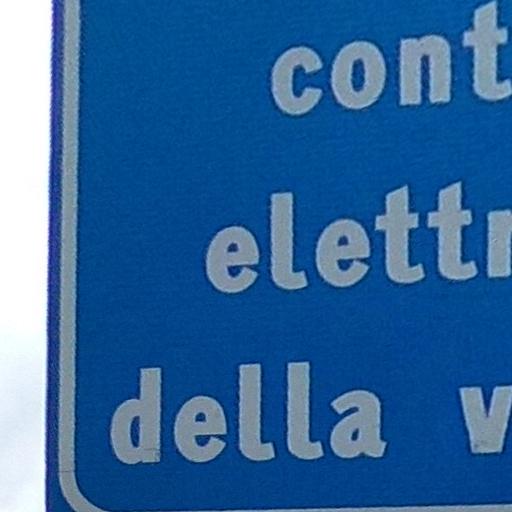 cont
elettr
della v